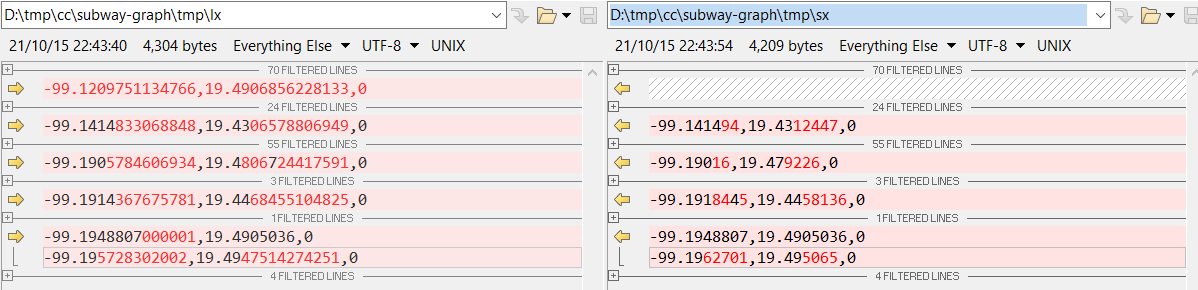 D:\tmp\cc\subway-graph\tmp\lx
21/10/15 22:43:40 4,304 bytes Everything Else UTF-8 UNIX
70 FILTERED LINES
-99.1209751134766,19.4906856228133,0
24 FILTERED LINES
-99.1414833068848,19.4306578806949,0
55 FILTERED LINES
-99.1905784606934,19.4806724417591,0
3 FILTERED LINES
-99.1914367675781,19.4468455104825,0
1 FILTERED LINES
-99.1948807000001,19.4905036,0
-99.195728302002,19.4947514274251,0
4 FILTERED LINES
D:\tmp\cc\subway-graph\tmp\sx
21/10/15 22:43:54 4,209 bytes Everything Else UTF-8 UNIX
70 FILTERED LINES
24 FILTERED LINES
-99.141494,19.4312447,0
55 FILTERED LINES
-99.19016,19.479226,0
3 FILTERED LINES
-99.1918445,19.4458136,0
1 FILTERED LINES
-99.1948807,19.4905036,0
-99.1962701,19.495065,0
4 FILTERED LINES